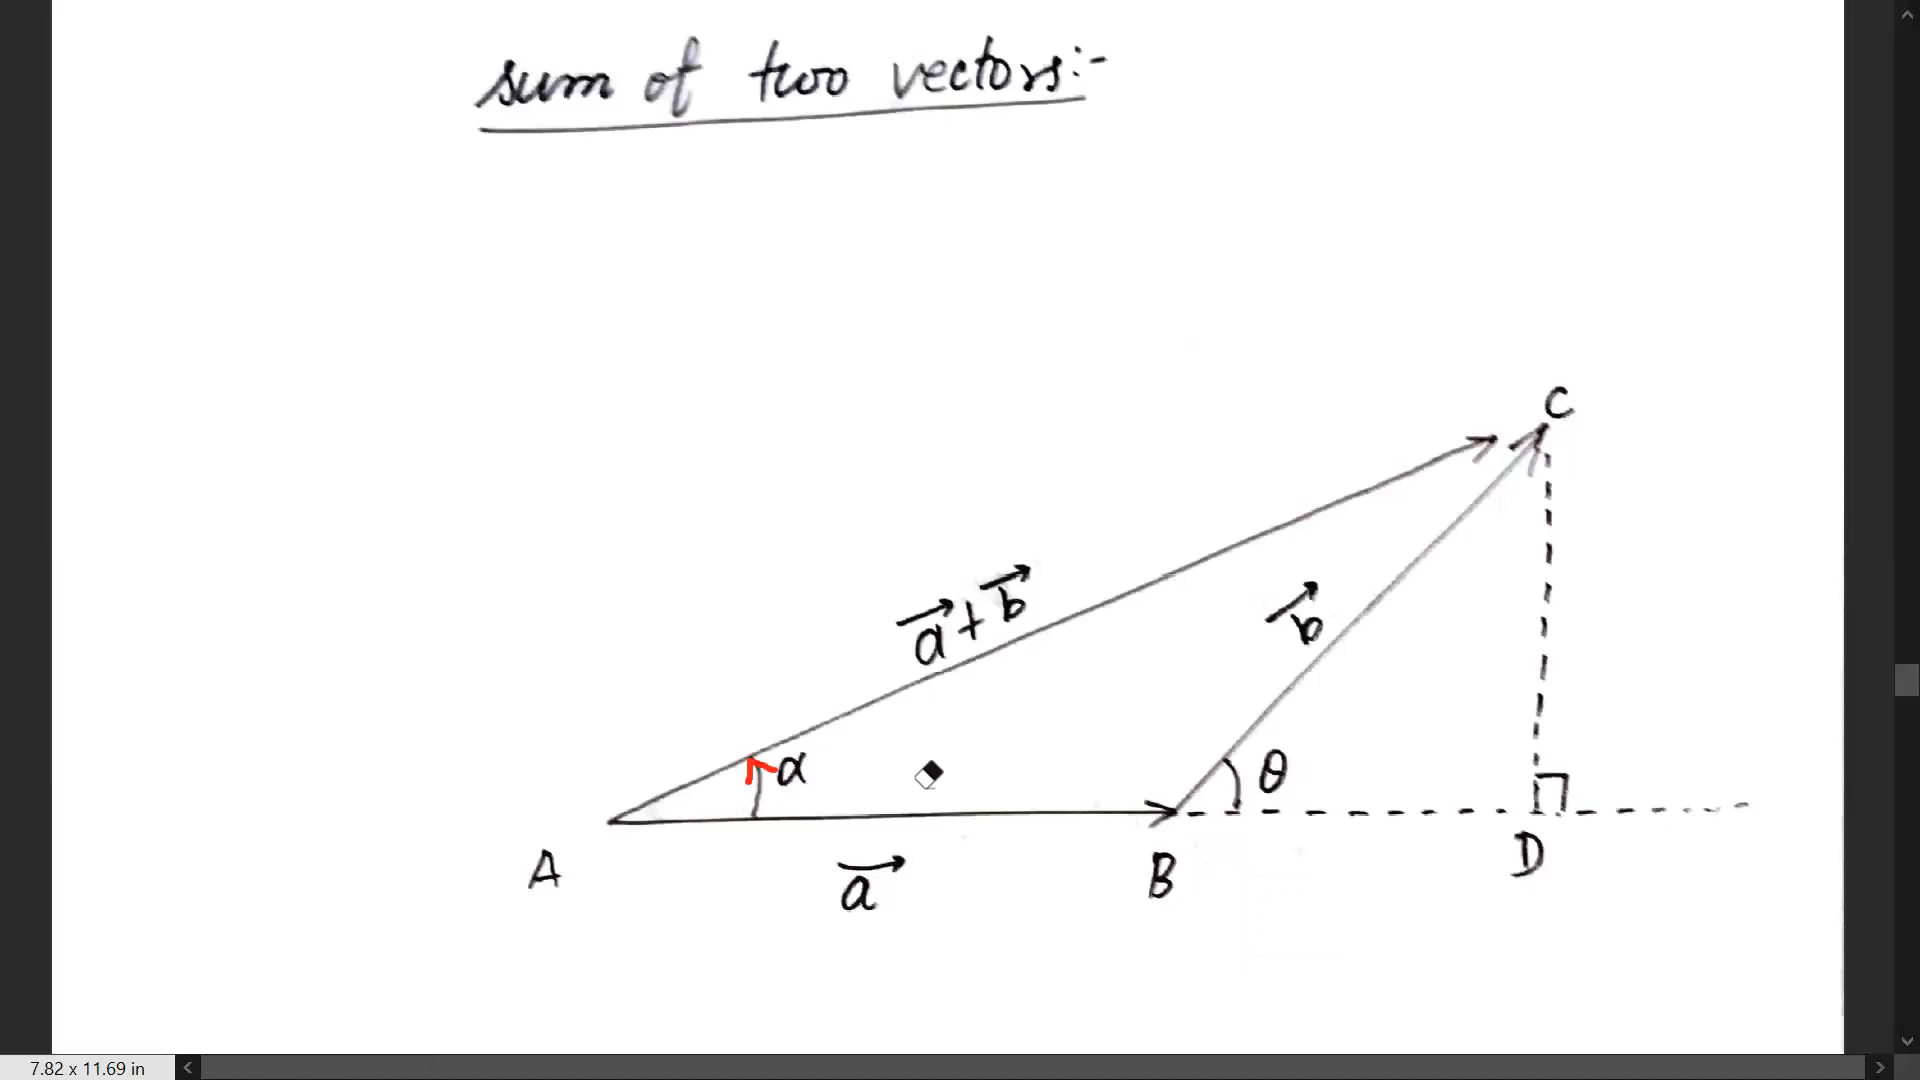 sum of two vectors:-
C
a⃗+b⃗
b⃗
α
θ
A
a⃗
B
D
7.82 x 11.69 in